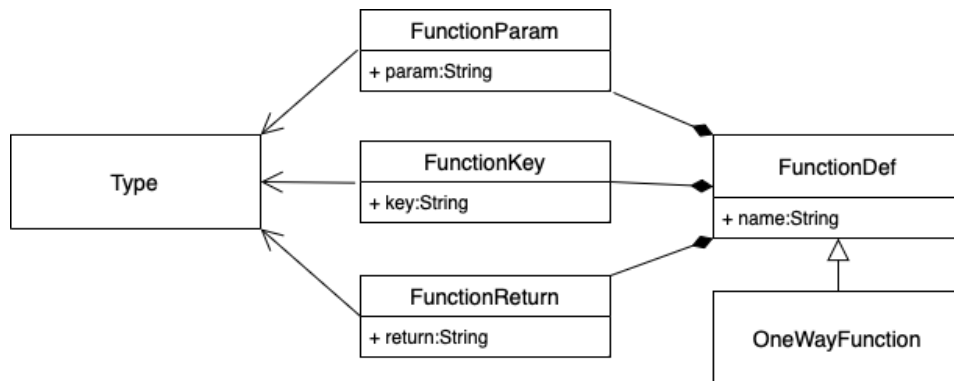 FunctionParam
+ param:String
Type
FunctionKey
+ key:String
FunctionDef
+ name:String
FunctionReturn
+ return:String
OneWayFunction